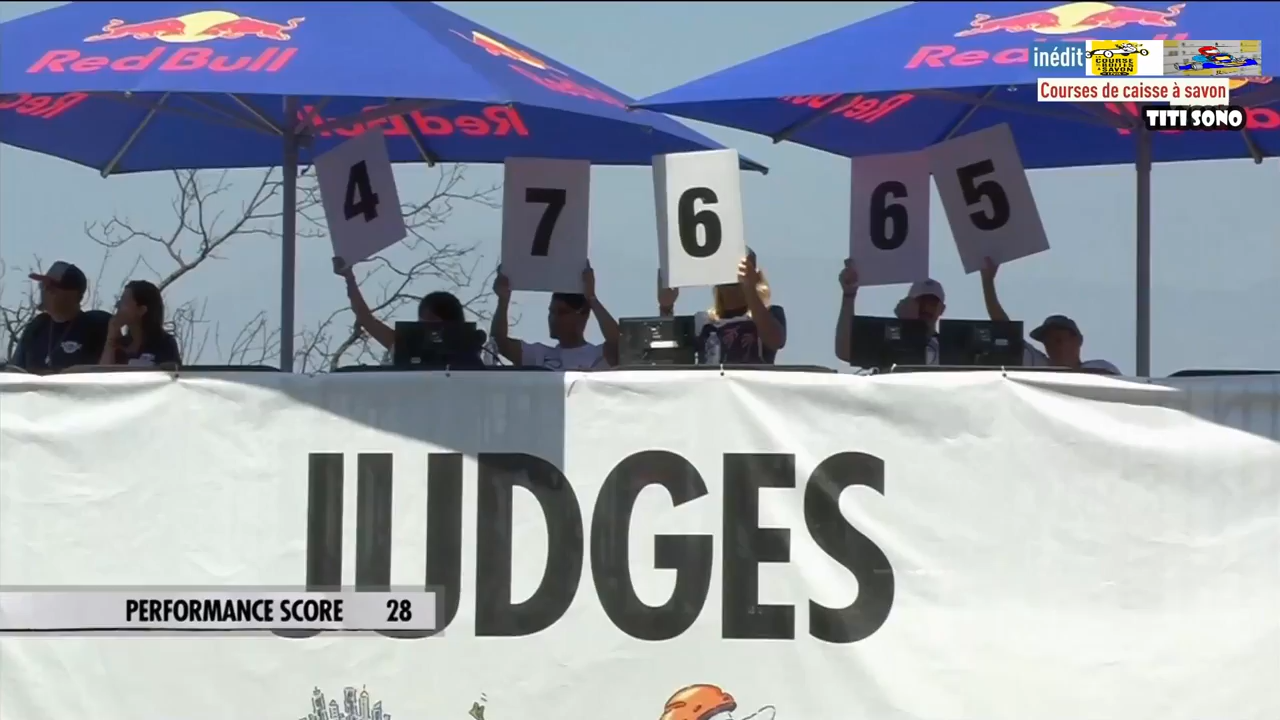 Red Bull
Red Bull
inédit
COURSE
Courses de caisse à savon
TITI SONO
Red Bull
Red Bull
4
7
6
6
5
JUDGES
PERFORMANCE SCORE 28